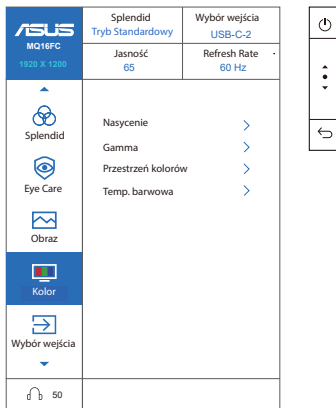 ASUS
MQ16FC
1920 X 1200
Splendid
Tryb Standardowy
Wybór wejścia
USB-C-2
Jasność
65
Refresh Rate
60 Hz
Splendid
Eye Care
Obraz
Kolor
Wybór wejścia
Nasycenie
Gamma
Przestrzeń kolorów
Temp. barwowa
50